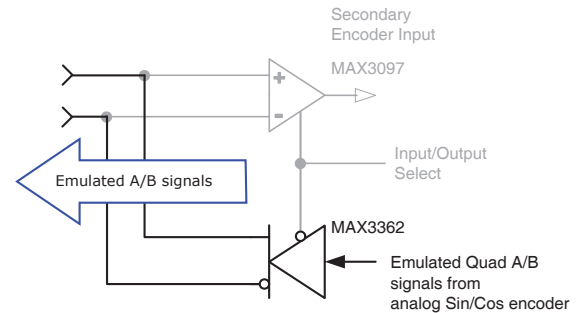 Secondary
Encoder Input
MAX3097
+
-
Input/Output
Select
Emulated A/B signals
MAX3362
Emulated Quad A/B
signals from
analog Sin/Cos encoder